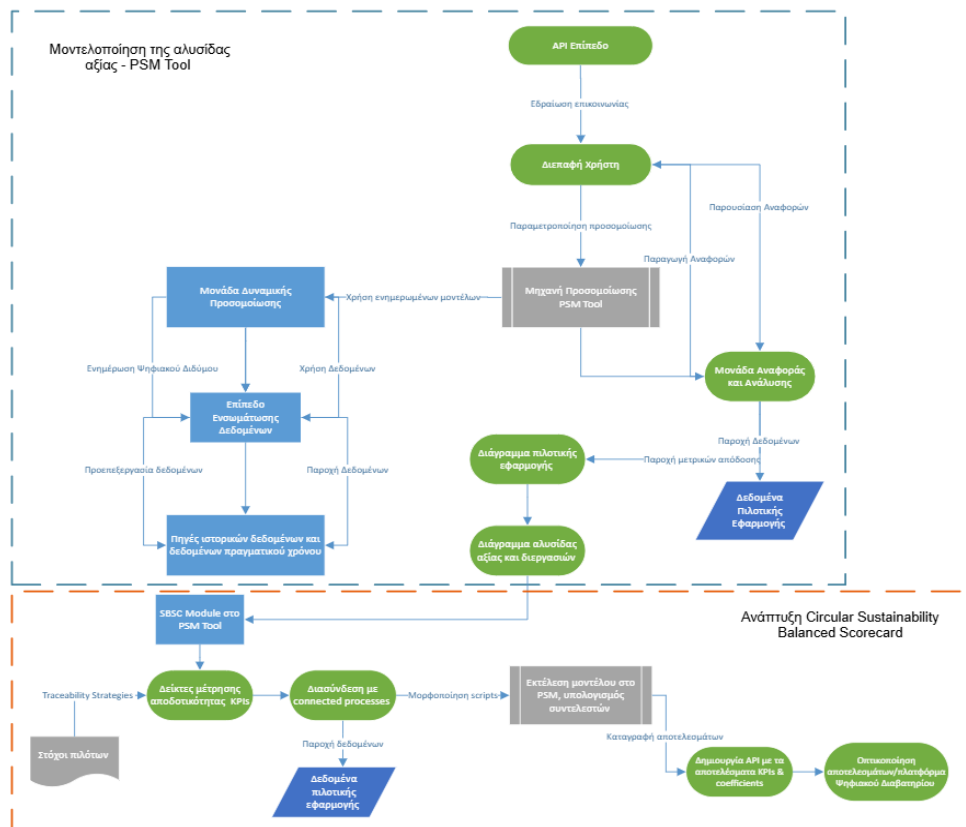 Μοντελοποίηση της αλυσίδας
αξίας - PSM Tool
API Επίπεδο
Εδραίωση επικοινωνίας
Διεπαφή Χρήστη
Παρουσίαση Αναφορών
Παραμετροποίηση προσομοίωσης
Παραγωγή Αναφορών
Μονάδα Δυναμικής
Προσομοίωσης
Χρήση ενημερωμένων μοντέλων
Μηχανή Προσομοίωσης
PSM Tool
Ενημέρωση Ψηφιακού Διδύμου
Χρήση Δεδομένων
Μονάδα Αναφοράς
και Ανάλυσης
Επίπεδο
Ενσωμάτωσης
Δεδομένων
Παροχή Δεδομένων
Διάγραμμα πιλοτικής
εφαρμογής
Παροχή μετρικών απόδοσης
Προεπεξεργασία δεδομένων
Παροχή Δεδομένων
Δεδομένα
Πιλοτικής
Εφαρμογής
Πηγές ιστορικών δεδομένων και
δεδομένων πραγματικού χρόνου
Διάγραμμα αλυσίδας
αξίας και διεργασιών
SBSC Module στο
PSM Tool
Ανάπτυξη Circular Sustainability
Balanced Scorecard
Traceability Strategies
Δείκτες μέτρησης
αποδοτικότητας KPIs
Διασύνδεση με
connected processes
Μορφοποίηση scripts
Εκτέλεση μοντέλου στο
PSM, υπολογισμός
συντελεστών
Στόχοι πιλότων
Παροχή δεδομένων
Καταγραφή αποτελεσμάτων
Δεδομένα
πιλοτικής
εφαρμογής
Δημιουργία API με τα
αποτελέσματα KPIs &
coefficients
Οπτικοποίηση
αποτελεσμάτων/πλατφόρμα
Ψηφιακού Διαβατηρίου